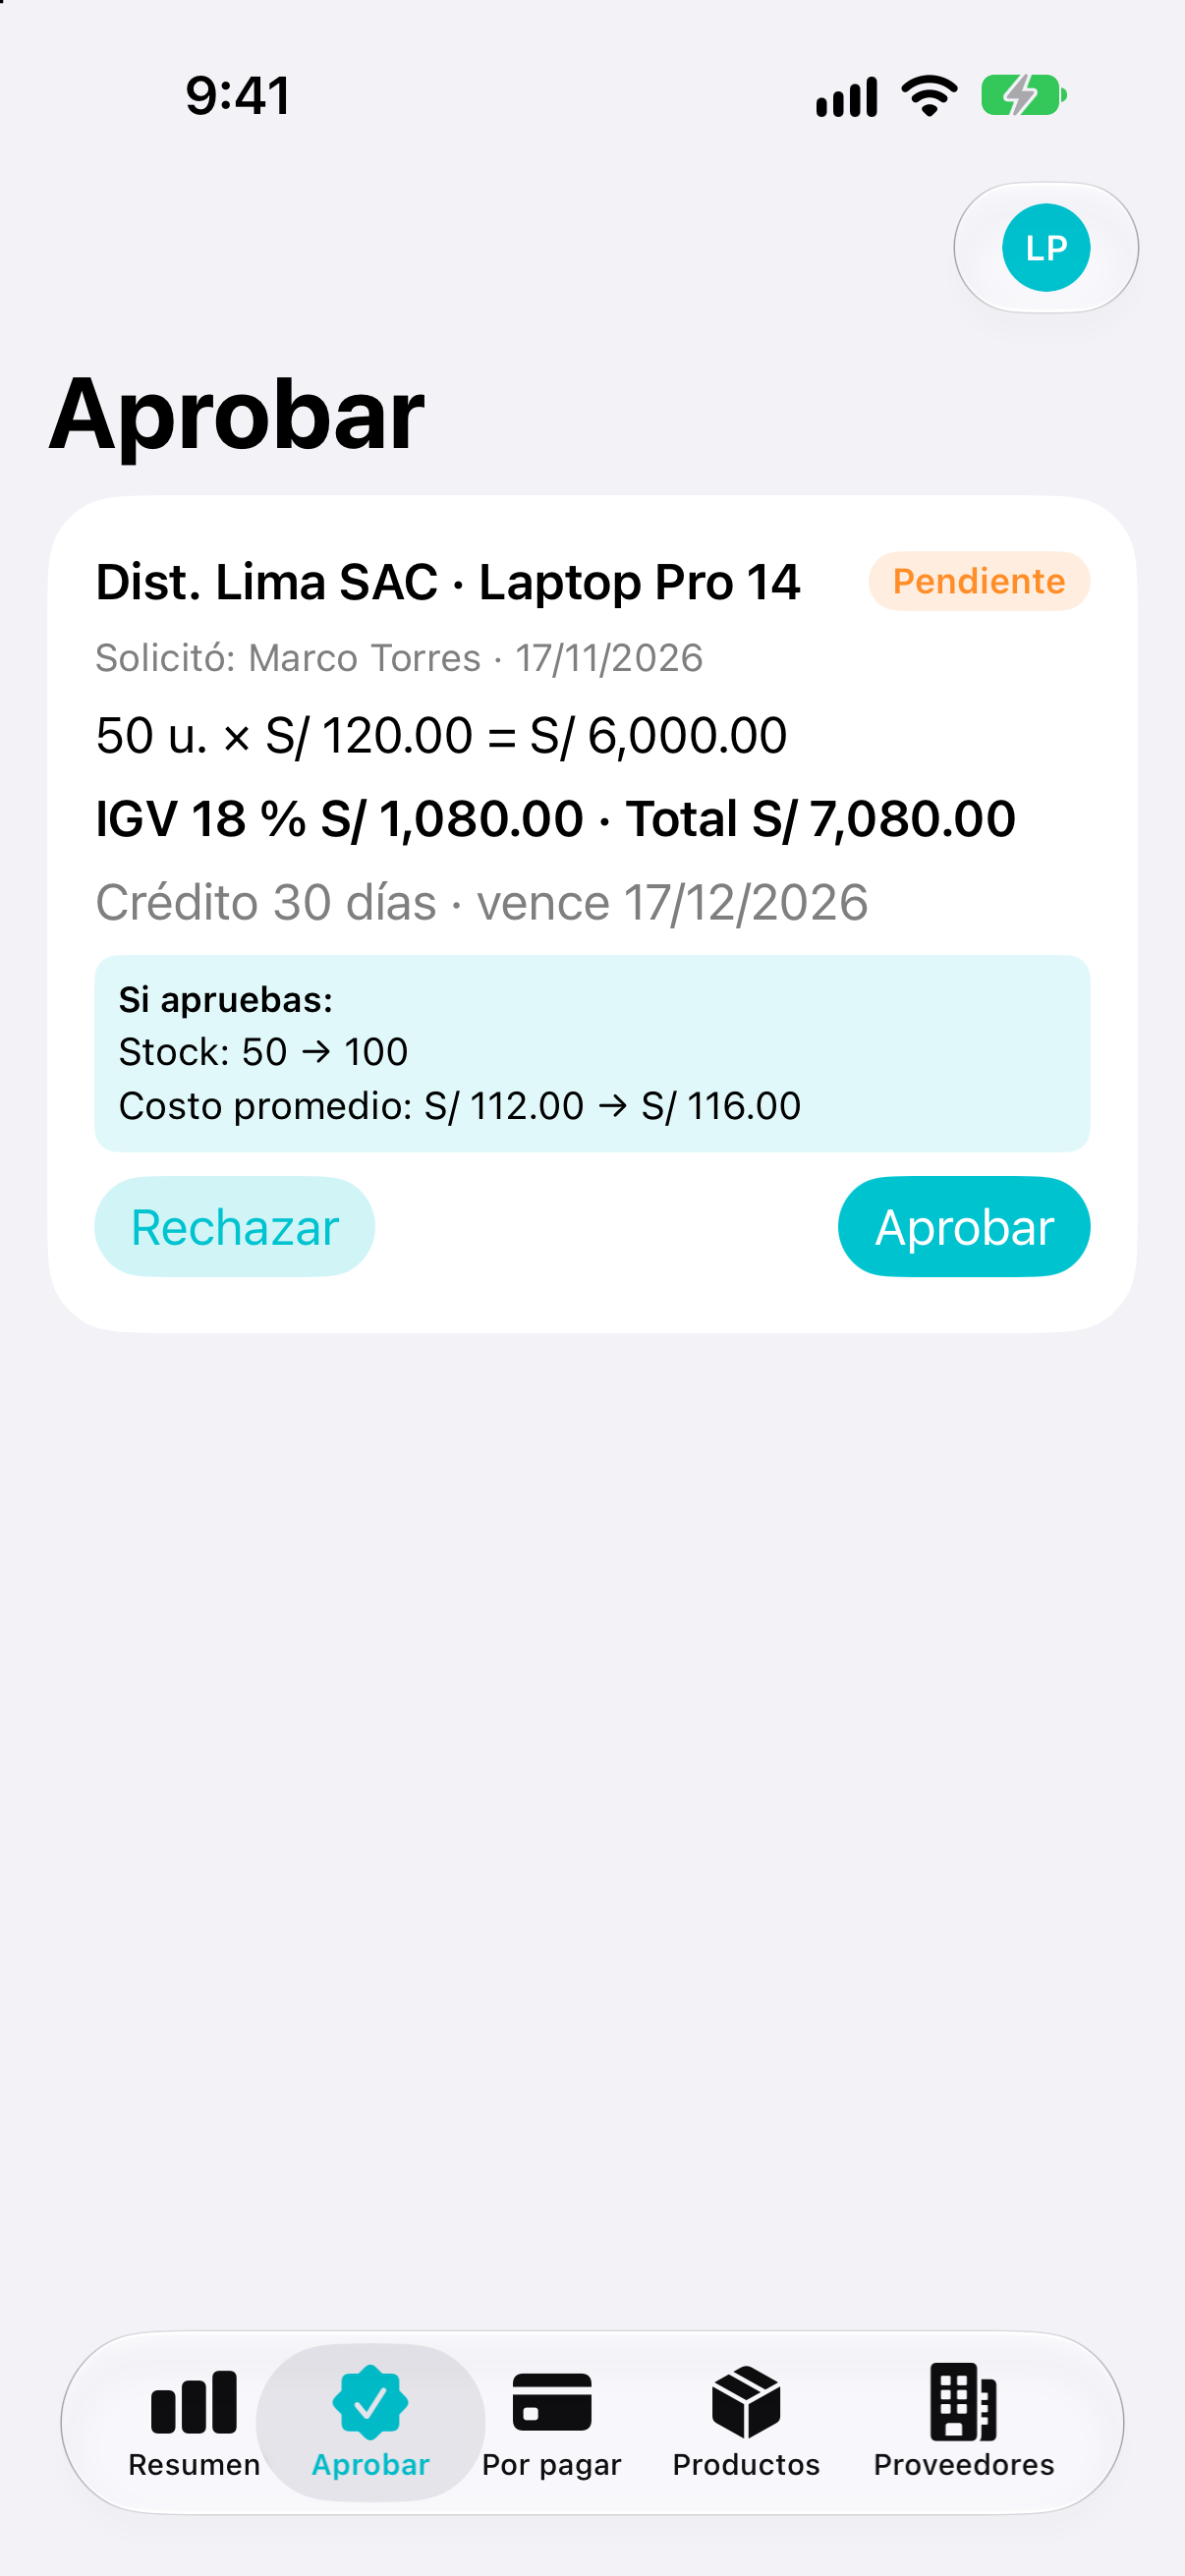 9:41
LP
Aprobar
Dist. Lima SAC · Laptop Pro 14
Pendiente
Solicitó: Marco Torres · 17/11/2026
50 u. × S/ 120.00 = S/ 6,000.00
IGV 18 % S/ 1,080.00 · Total S/ 7,080.00
Crédito 30 días · vence 17/12/2026
Si apruebas:
Stock: 50 → 100
Costo promedio: S/ 112.00 → S/ 116.00
Rechazar
Aprobar
Resumen
Aprobar
Por pagar
Productos
Proveedores